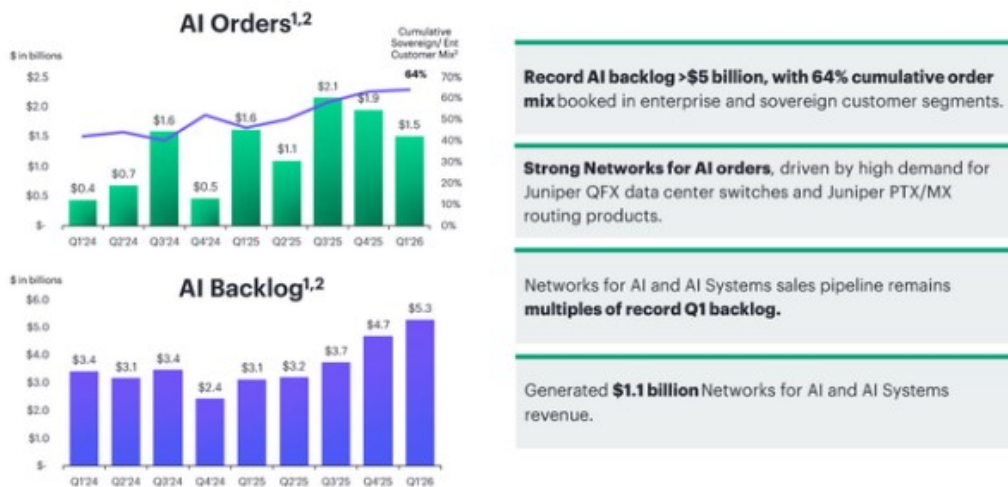 AI Orders1,2
Cumulative
Sovereign/ Ent
Customer Mix2
$ in billions
64%
$2.5
$2.0
$1.5
$1.0
$0.5
$-
70%
60%
50%
40%
30%
20%
10%
0%
$0.4
$0.7
$1.6
$0.5
$1.6
$1.1
$2.1
$1.9
$1.5
Q1'24 Q2'24 Q3'24 Q4'24 Q1'25 Q2'25 Q3'25 Q4'25 Q1'26
$ in billions
AI Backlog1,2
$6.0
$5.0
$4.0
$3.0
$2.0
$1.0
$-
$3.4
$3.1
$3.4
$2.4
$3.1
$3.2
$3.7
$4.7
$5.3
Q1'24 Q2'24 Q3'24 Q4'24 Q1'25 Q2'25 Q3'25 Q4'25 Q1'26
Record AI backlog >$5 billion, with 64% cumulative order
mix booked in enterprise and sovereign customer segments.
Strong Networks for AI orders, driven by high demand for
Juniper QFX data center switches and Juniper PTX/MX
routing products.
Networks for AI and AI Systems sales pipeline remains
multiples of record Q1 backlog.
Generated $1.1 billion Networks for AI and AI Systems
revenue.